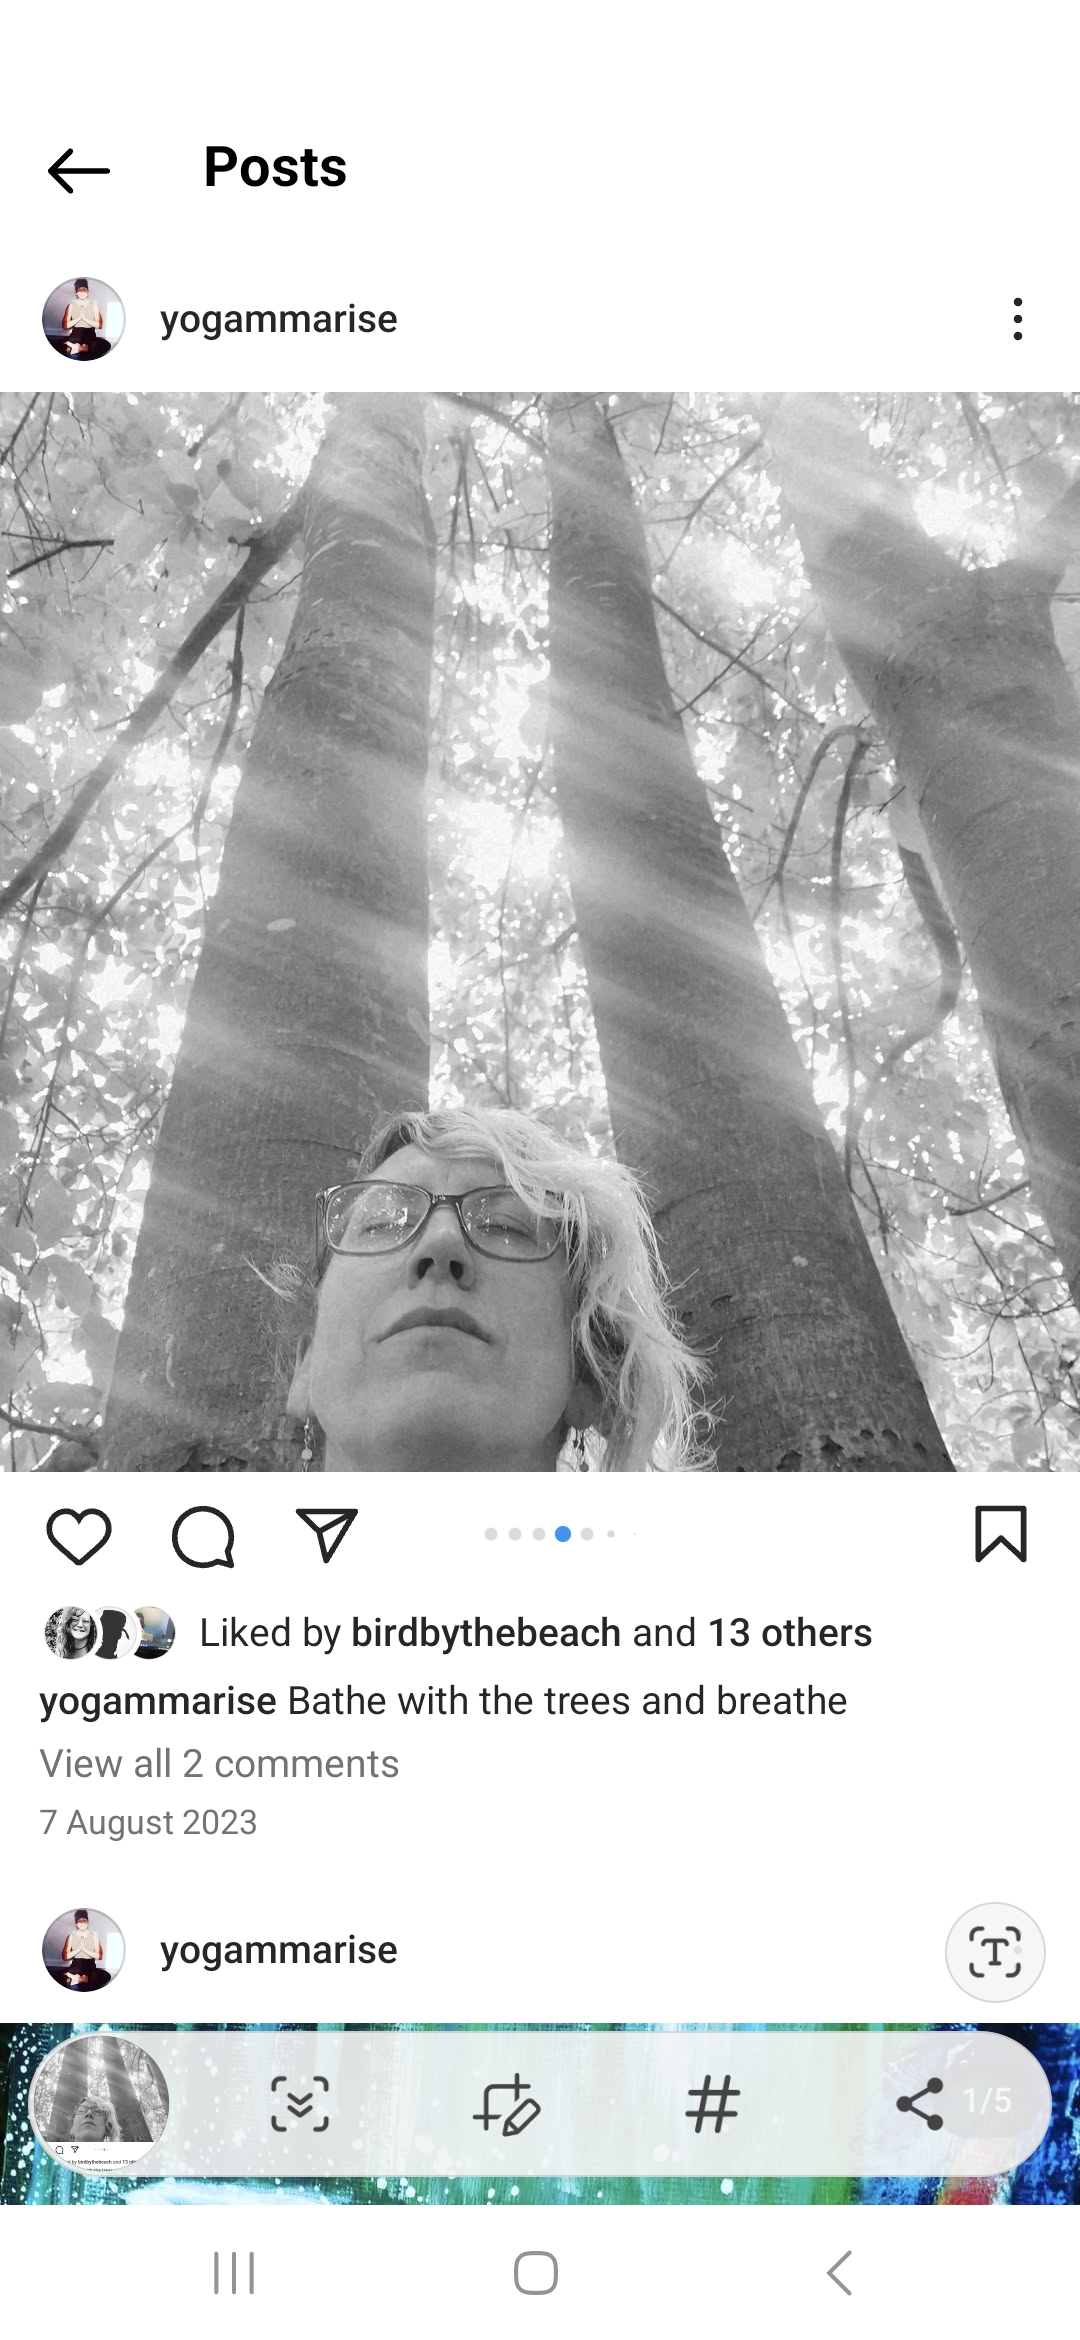 Posts
yogammarise
Liked by birdbythebeach and 13 others
yogammarise Bathe with the trees and breathe
View all 2 comments
7 August 2023
yogammarise
T
#
1/5